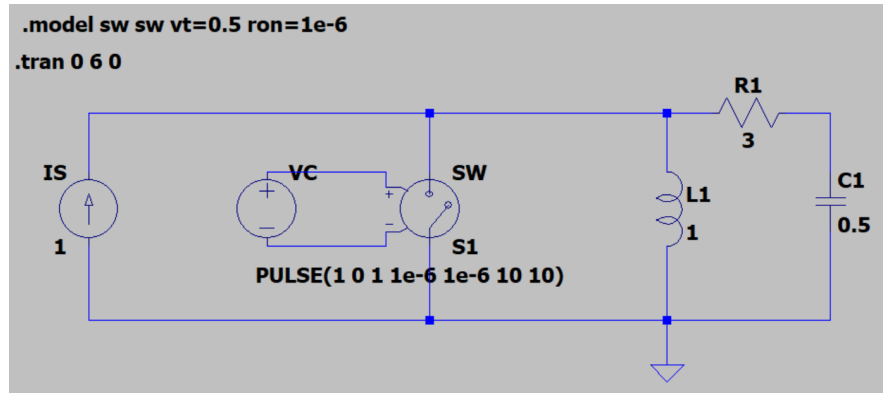 .model sw sw vt=0.5 ron=1e-6
.tran 0 6 0
R1
3
IS
1
VC
+
−
+
−
SW
S1
L1
1
C1
0.5
PULSE(1 0 1 1e-6 1e-6 10 10)